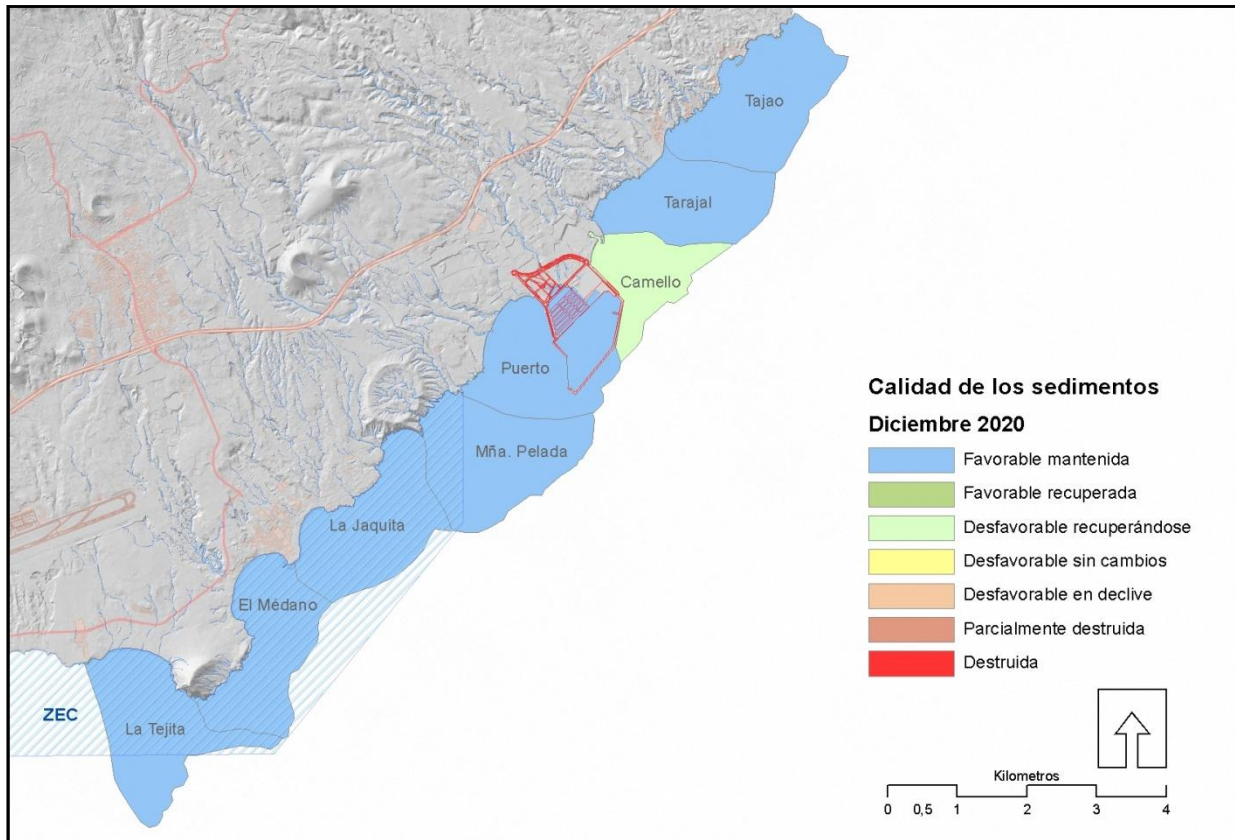 Tajao
Tarajal
Camello
Puerto
Mña. Pelada
La Jaquita
El Médano
La Tejita
ZEC
Calidad de los sedimentos
Diciembre 2020
Favorable mantenida
Favorable recuperada
Desfavorable recuperándose
Desfavorable sin cambios
Desfavorable en declive
Parcialmente destruida
Destruida
Kilometros
0 0,5 1 2 3 4